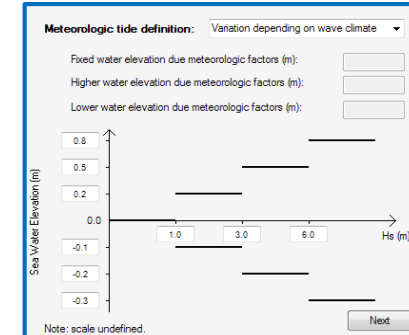 Meteorologic tide definition: Variation depending on wave climate
Fixed water elevation due meteorologic factors (m):
Higher water elevation due meteorologic factors (m):
Lower water elevation due meteorologic factors (m):
Sea Water Elevation (m)
0.8
0.5
0.2
0.0
1.0 3.0 6.0 Hs (m)
-0.1
-0.2
-0.3
Next
Note: scale undefined.